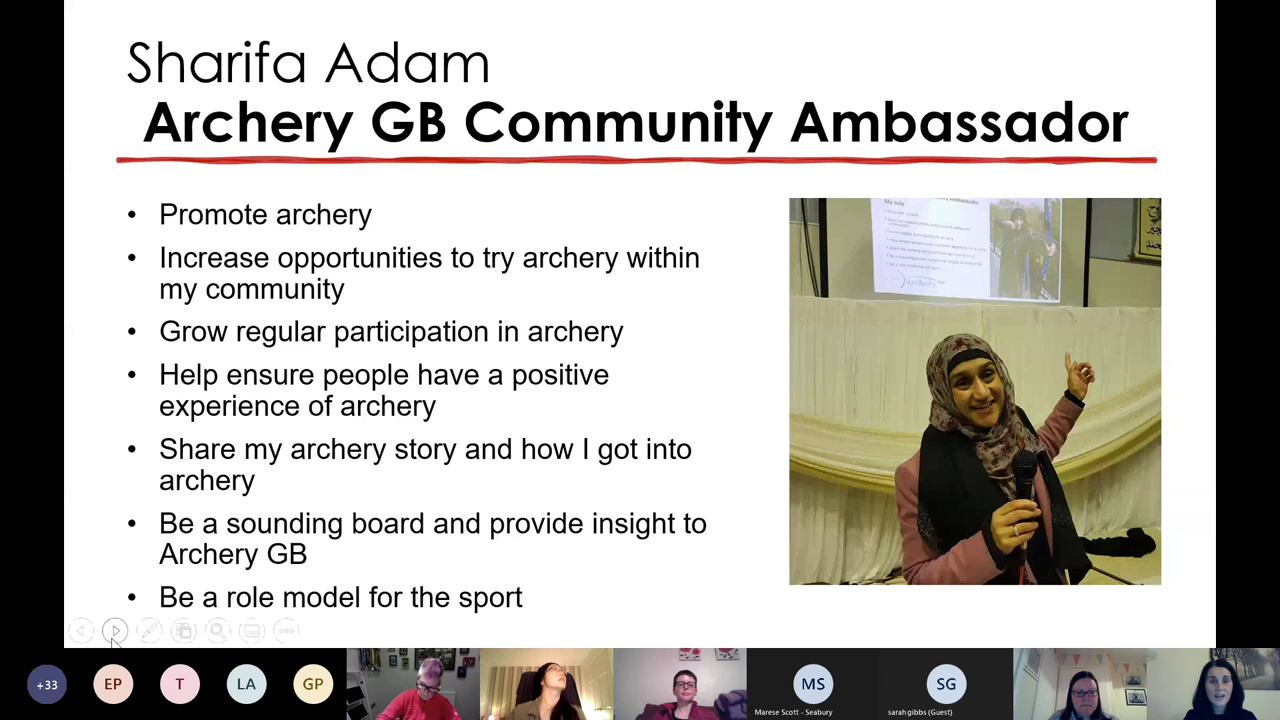 Sharifa Adam
Archery GB Community Ambassador
• Promote archery
• Increase opportunities to try archery within
my community
• Grow regular participation in archery
• Help ensure people have a positive
experience of archery
• Share my archery story and how I got into
archery
• Be a sounding board and provide insight to
Archery GB
• Be a role model for the sport
My role
archery
+33
EP
T
LA
GP
MS
Marese Scott - Seabury
SG
sarah gibbs (Guest)